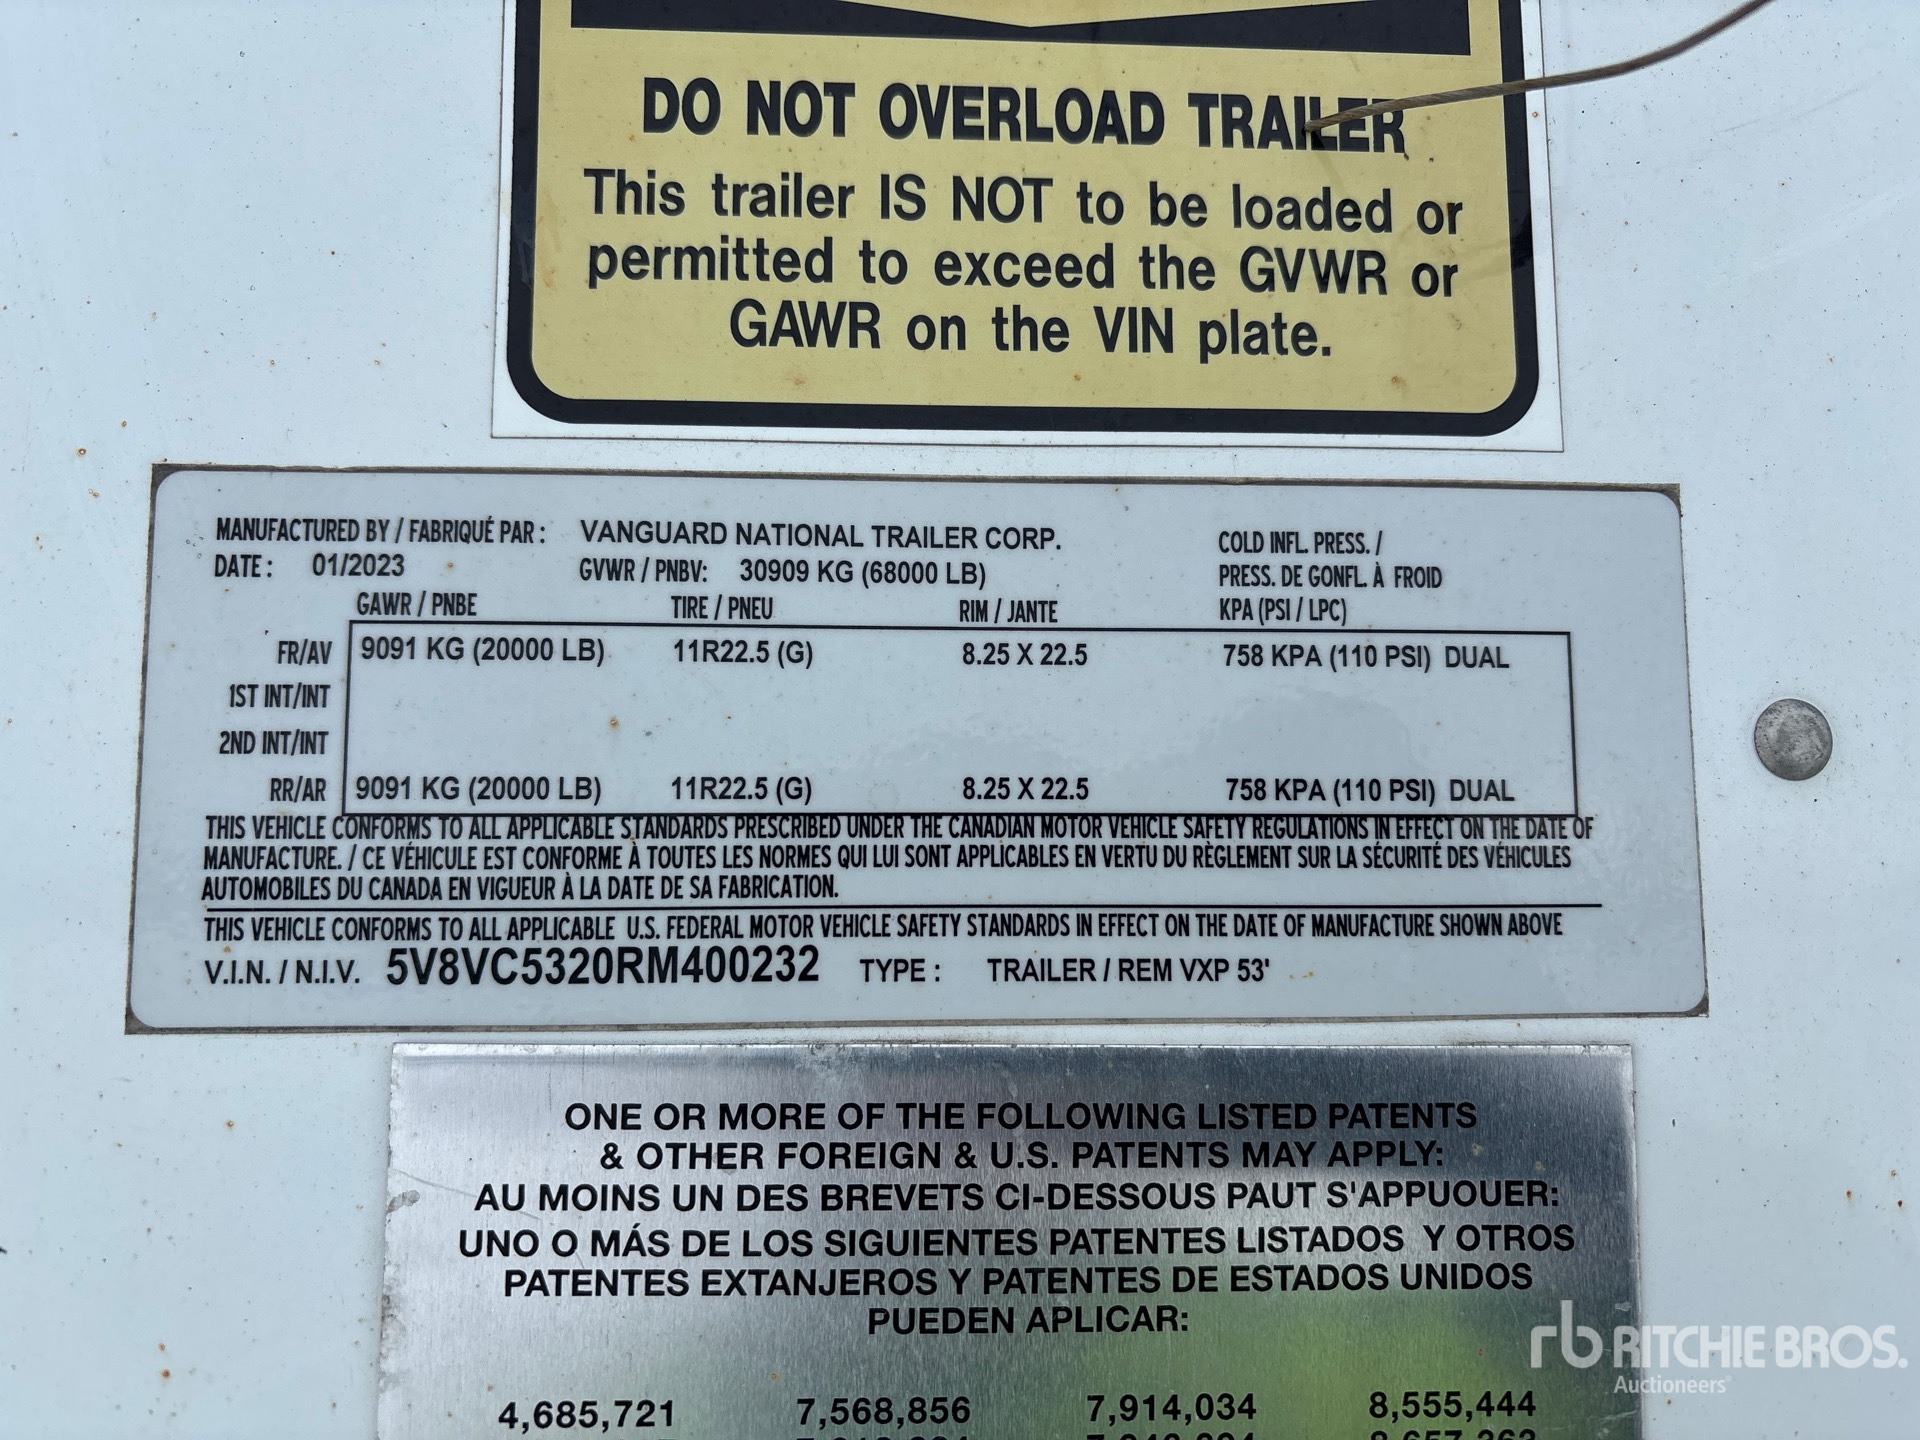 DO NOT OVERLOAD TRAILER
This trailer IS NOT to be loaded or
permitted to exceed the GVWR or
GAWR on the VIN plate.
MANUFACTURED BY / FABRIQUÉ PAR : VANGUARD NATIONAL TRAILER CORP. COLD INFL. PRESS. /
DATE : 01/2023 GVWR / PNBV: 30909 KG (68000 LB) PRESS. DE GONFL. À FROID
GAWR / PNBE TIRE / PNEU RIM / JANTE KPA (PSI / LPC)
FR/AV 9091 KG (20000 LB) 11R22.5 (G) 8.25 X 22.5 758 KPA (110 PSI) DUAL
1ST INT/INT
2ND INT/INT
RR/AR 9091 KG (20000 LB) 11R22.5 (G) 8.25 X 22.5 758 KPA (110 PSI) DUAL
THIS VEHICLE CONFORMS TO ALL APPLICABLE STANDARDS PRESCRIBED UNDER THE CANADIAN MOTOR VEHICLE SAFETY REGULATIONS IN EFFECT ON THE DATE OF
MANUFACTURE. / CE VÉHICULE EST CONFORME À TOUTES LES NORMES QUI LUI SONT APPLICABLES EN VERTU DU RÈGLEMENT SUR LA SÉCURITÉ DES VÉHICULES
AUTOMOBILES DU CANADA EN VIGUEUR À LA DATE DE SA FABRICATION.
THIS VEHICLE CONFORMS TO ALL APPLICABLE U.S. FEDERAL MOTOR VEHICLE SAFETY STANDARDS IN EFFECT ON THE DATE OF MANUFACTURE SHOWN ABOVE
V.I.N. / N.I.V. 5V8VC5320RM400232 TYPE : TRAILER / REM VXP 53'
ONE OR MORE OF THE FOLLOWING LISTED PATENTS
& OTHER FOREIGN & U.S. PATENTS MAY APPLY:
AU MOINS UN DES BREVETS CI-DESSOUS PAUT S'APPUOUER:
UNO O MÁS DE LOS SIGUIENTES PATENTES LISTADOS Y OTROS
PATENTES EXTANJEROS Y PATENTES DE ESTADOS UNIDOS
PUEDEN APLICAR:
4,685,721 7,568,856 7,914,034 8,555,444
rb RITCHIE BROS.
Auctioneers